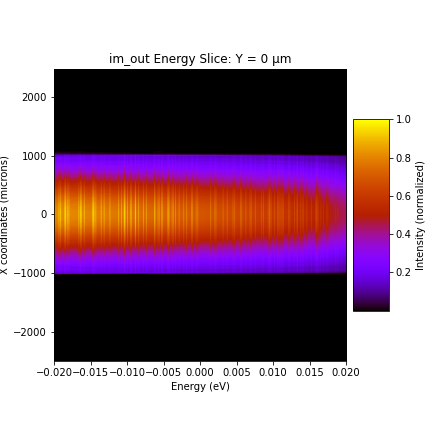 im_out Energy Slice: Y = 0 μm
2000
1000
0
−1000
−2000
X coordinates (microns)
−0.020 −0.015 −0.010 −0.005 0.000 0.005 0.010 0.015 0.020
Energy (eV)
1.0
0.8
0.6
0.4
0.2
Intensity (normalized)